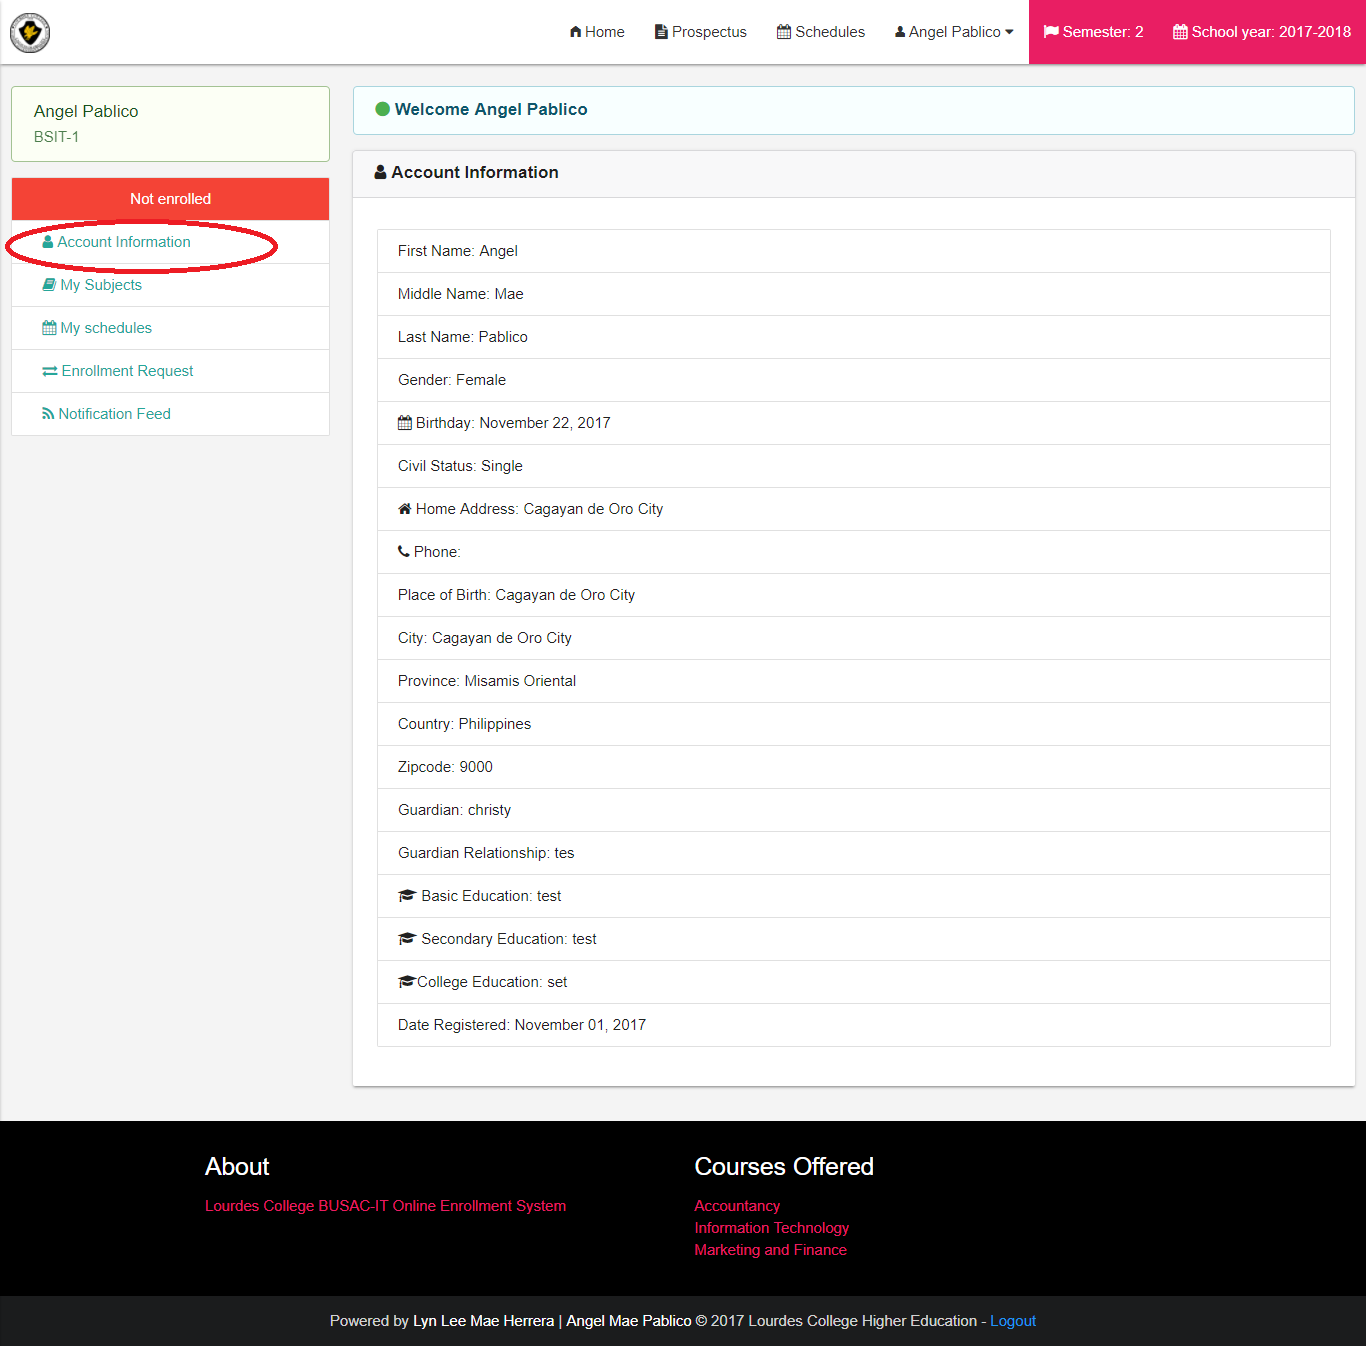 Home Prospectus Schedules Angel Pablico Semester: 2 School year: 2017-2018
Angel Pablico
BSIT-1
Not enrolled
Account Information
My Subjects
My schedules
Enrollment Request
Notification Feed
Welcome Angel Pablico
Account Information
First Name: Angel
Middle Name: Mae
Last Name: Pablico
Gender: Female
Birthday: November 22, 2017
Civil Status: Single
Home Address: Cagayan de Oro City
Phone:
Place of Birth: Cagayan de Oro City
City: Cagayan de Oro City
Province: Misamis Oriental
Country: Philippines
Zipcode: 9000
Guardian: christy
Guardian Relationship: tes
Basic Education: test
Secondary Education: test
College Education: set
Date Registered: November 01, 2017
About
Lourdes College BUSAC-IT Online Enrollment System
Courses Offered
Accountancy
Information Technology
Marketing and Finance
Powered by Lyn Lee Mae Herrera | Angel Mae Pablico © 2017 Lourdes College Higher Education - Logout